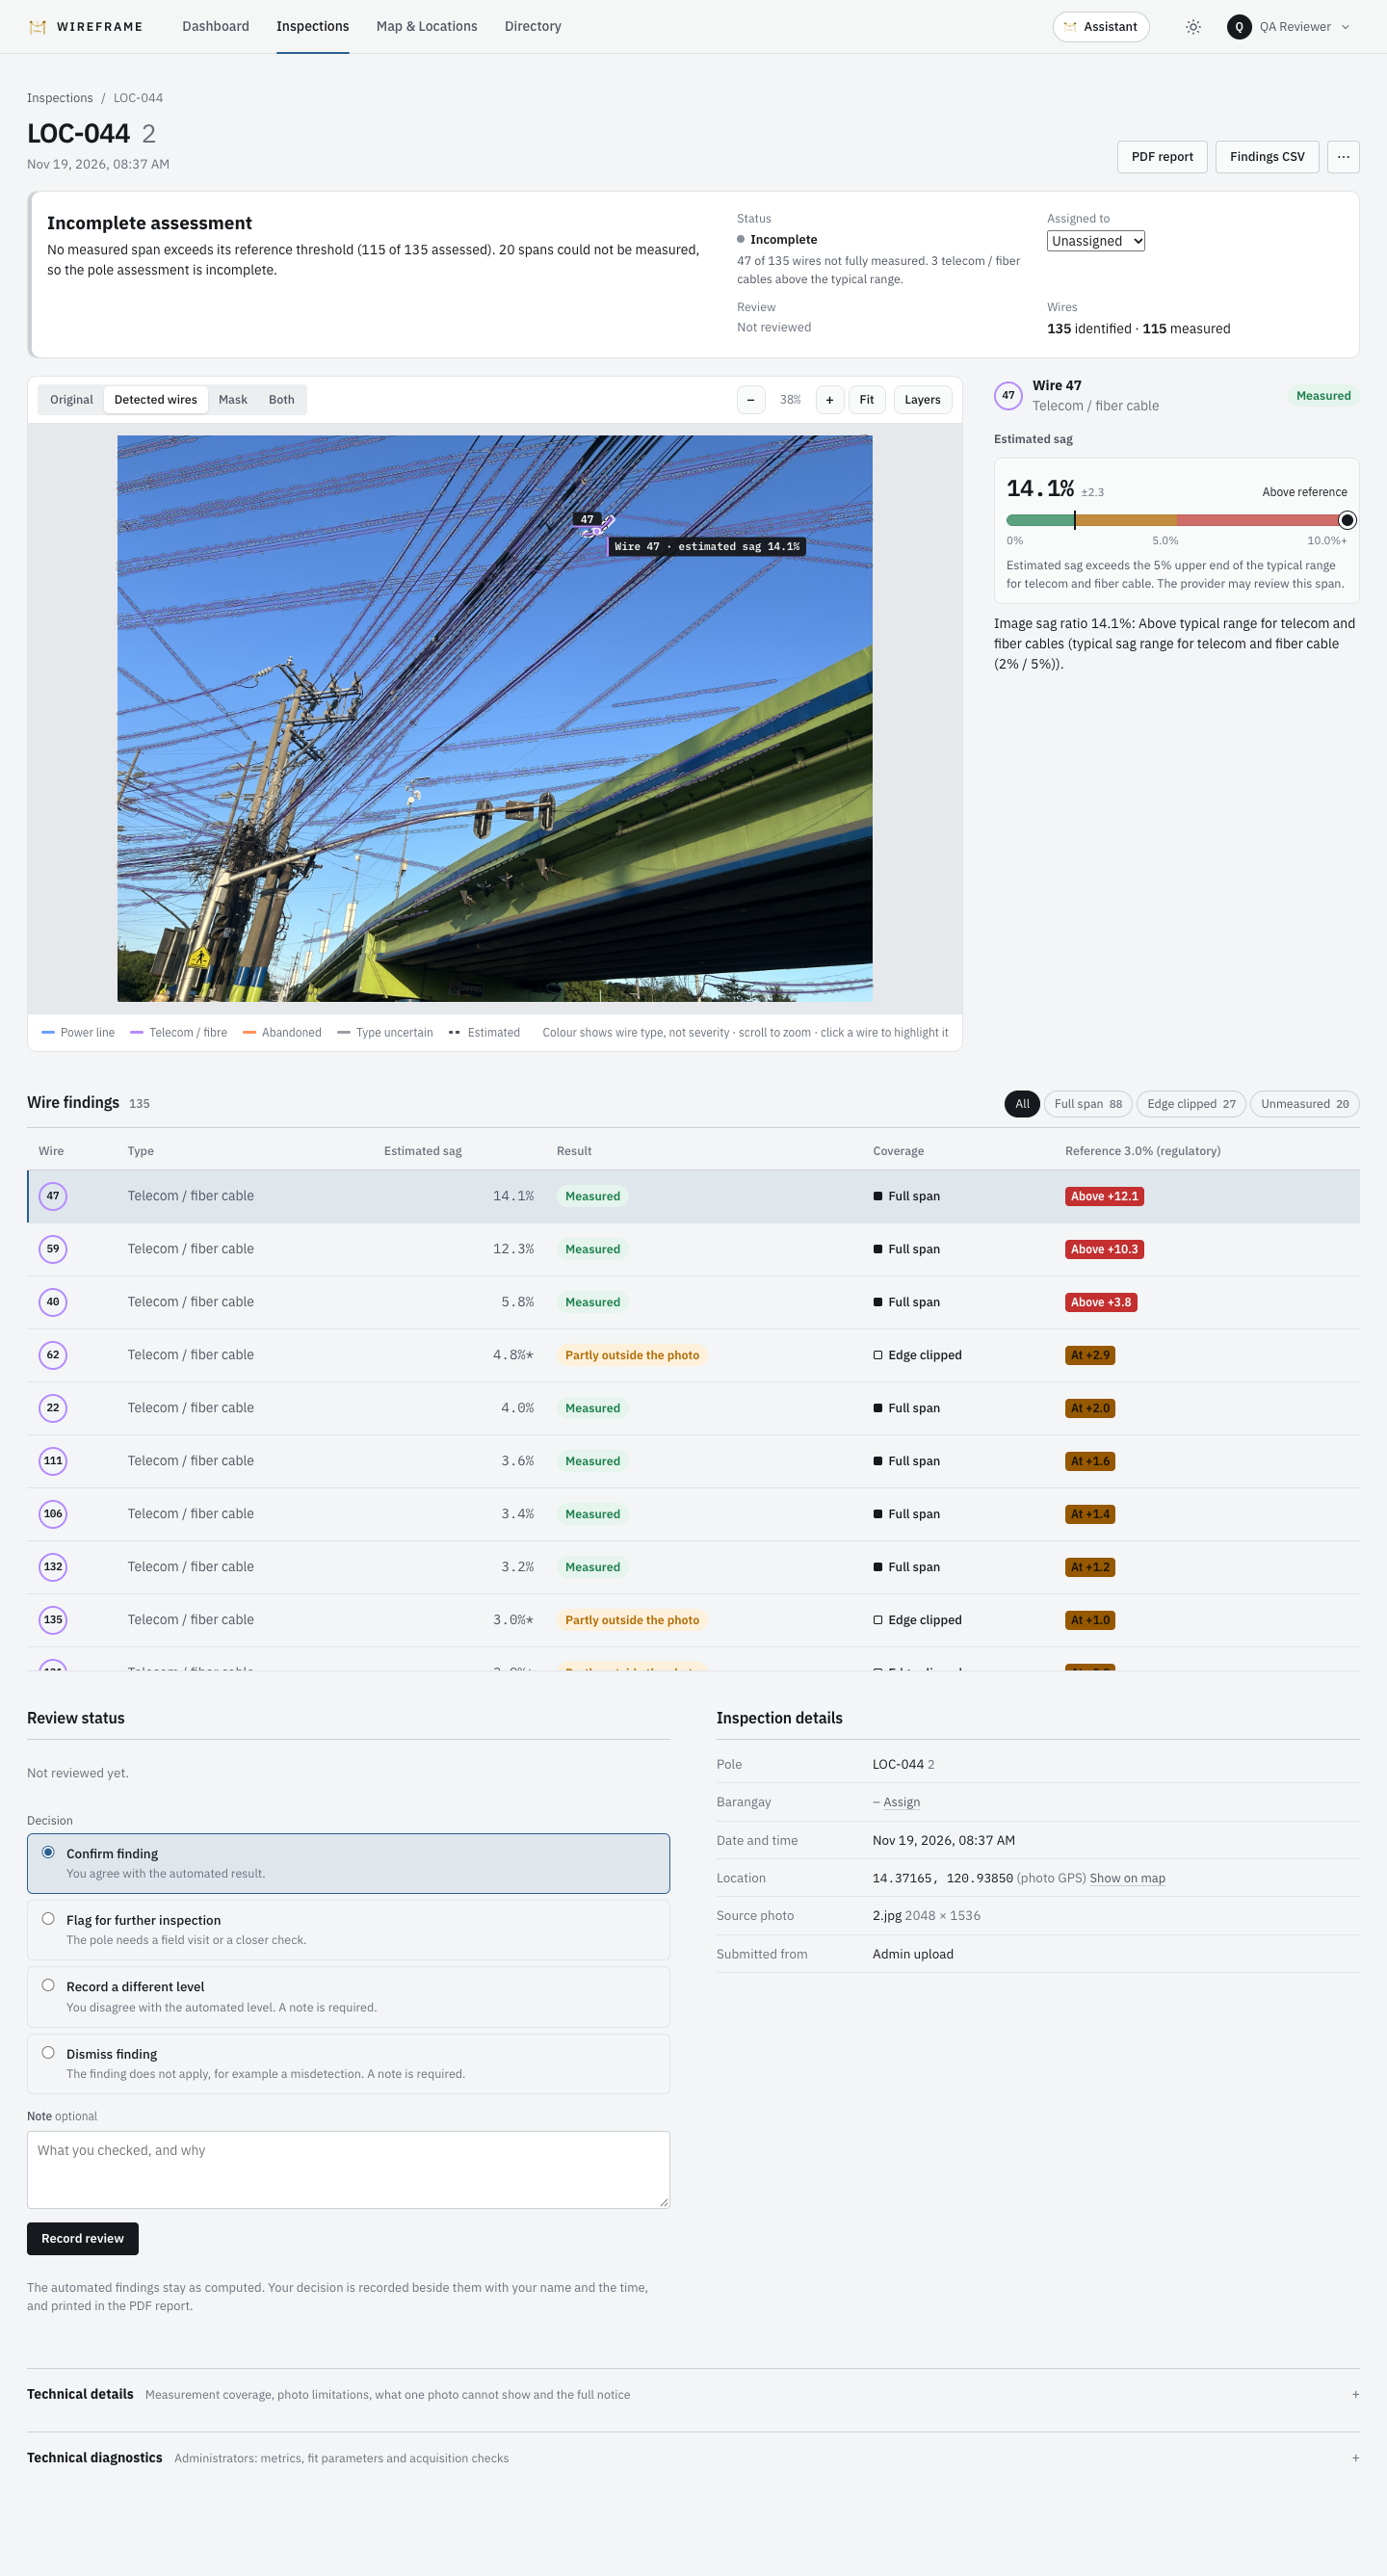 WIREFRAME Dashboard Inspections Map & Locations Directory Assistant Q QA Reviewer
Inspections / LOC-044
LOC-044 2
Nov 19, 2026, 08:37 AM
PDF report Findings CSV ...
Incomplete assessment
No measured span exceeds its reference threshold (115 of 135 assessed). 20 spans could not be measured,
so the pole assessment is incomplete.
Status
Incomplete
47 of 135 wires not fully measured. 3 telecom / fiber
cables above the typical range.
Assigned to
Unassigned
Review
Not reviewed
Wires
135 identified · 115 measured
Original Detected wires Mask Both − 38% + Fit Layers
47
Wire 47 · estimated sag 14.1%
Power line Telecom / fibre Abandoned Type uncertain Estimated Colour shows wire type, not severity · scroll to zoom · click a wire to highlight it
47 Wire 47
Telecom / fiber cable
Measured
Estimated sag
14.1% ±2.3 Above reference
0% 5.0% 10.0%+
Estimated sag exceeds the 5% upper end of the typical range
for telecom and fiber cable. The provider may review this span.
Image sag ratio 14.1%: Above typical range for telecom and
fiber cables (typical sag range for telecom and fiber cable
(2% / 5%)).
Wire findings 135 All Full span 88 Edge clipped 27 Unmeasured 20
Wire Type Estimated sag Result Coverage Reference 3.0% (regulatory)
47 Telecom / fiber cable 14.1% Measured Full span Above +12.1
59 Telecom / fiber cable 12.3% Measured Full span Above +10.3
40 Telecom / fiber cable 5.8% Measured Full span Above +3.8
62 Telecom / fiber cable 4.8%* Partly outside the photo Edge clipped At +2.9
22 Telecom / fiber cable 4.0% Measured Full span At +2.0
111 Telecom / fiber cable 3.6% Measured Full span At +1.6
106 Telecom / fiber cable 3.4% Measured Full span At +1.4
132 Telecom / fiber cable 3.2% Measured Full span At +1.2
135 Telecom / fiber cable 3.0%* Partly outside the photo Edge clipped At +1.0
Review status
Not reviewed yet.
Decision
Confirm finding
You agree with the automated result.
Flag for further inspection
The pole needs a field visit or a closer check.
Record a different level
You disagree with the automated level. A note is required.
Dismiss finding
The finding does not apply, for example a misdetection. A note is required.
Note optional
What you checked, and why
Record review
The automated findings stay as computed. Your decision is recorded beside them with your name and the time,
and printed in the PDF report.
Inspection details
Pole LOC-044 2
Barangay – Assign
Date and time Nov 19, 2026, 08:37 AM
Location 14.37165, 120.93850 (photo GPS) Show on map
Source photo 2.jpg 2048 × 1536
Submitted from Admin upload
Technical details Measurement coverage, photo limitations, what one photo cannot show and the full notice +
Technical diagnostics Administrators: metrics, fit parameters and acquisition checks +